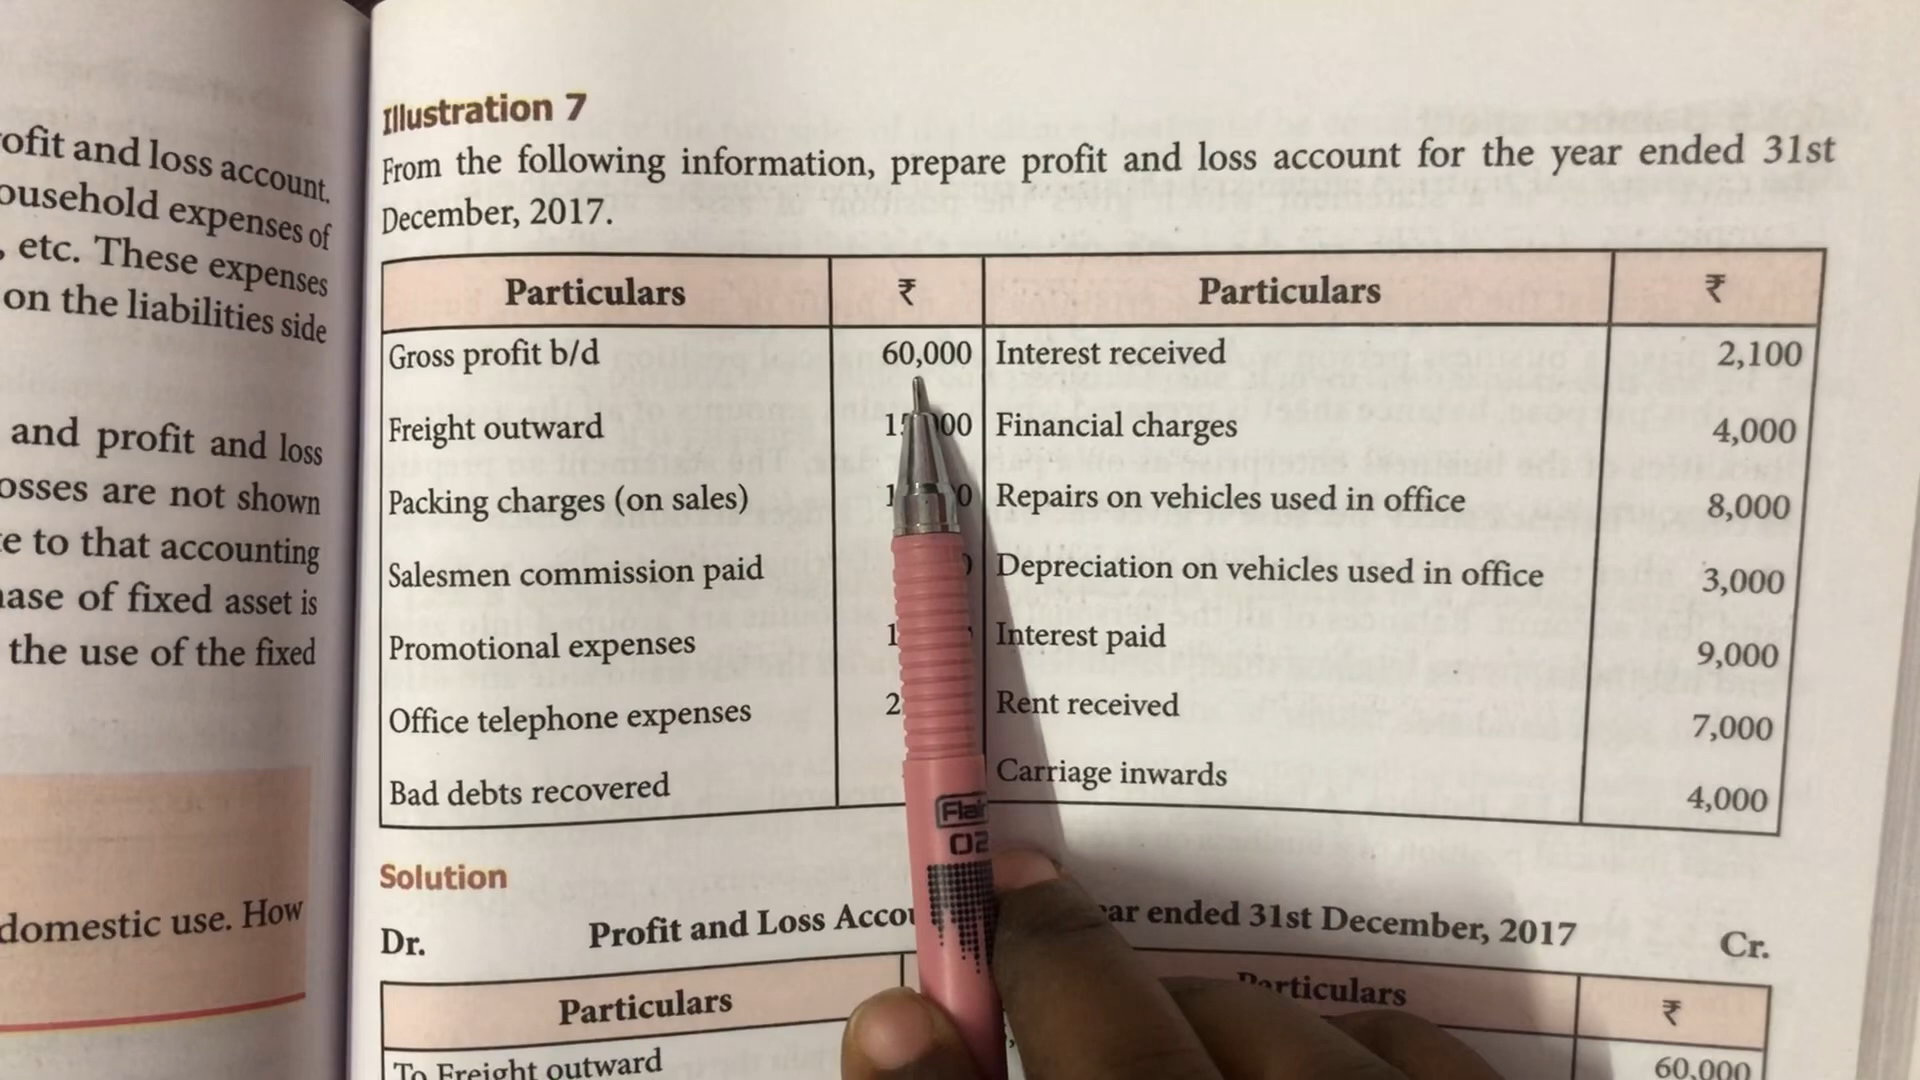 ofit and loss account.
ousehold expenses of
, etc. These expenses
on the liabilities side
and profit and loss
osses are not shown
e to that accounting
ase of fixed asset is
the use of the fixed
domestic use. How
Illustration 7
From the following information, prepare profit and loss account for the year ended 31st
December, 2017.
Particulars ₹ Particulars ₹
Gross profit b/d 60,000 Interest received 2,100
Freight outward Financial charges 4,000
Packing charges (on sales) Repairs on vehicles used in office 8,000
Salesmen commission paid Depreciation on vehicles used in office 3,000
Promotional expenses Interest paid 9,000
Office telephone expenses Rent received 7,000
Bad debts recovered Carriage inwards 4,000
Flair
02
Solution
Dr. Profit and Loss ar ended 31st December, 2017 Cr.
Particulars Particulars ₹
To Freight outward 60,000